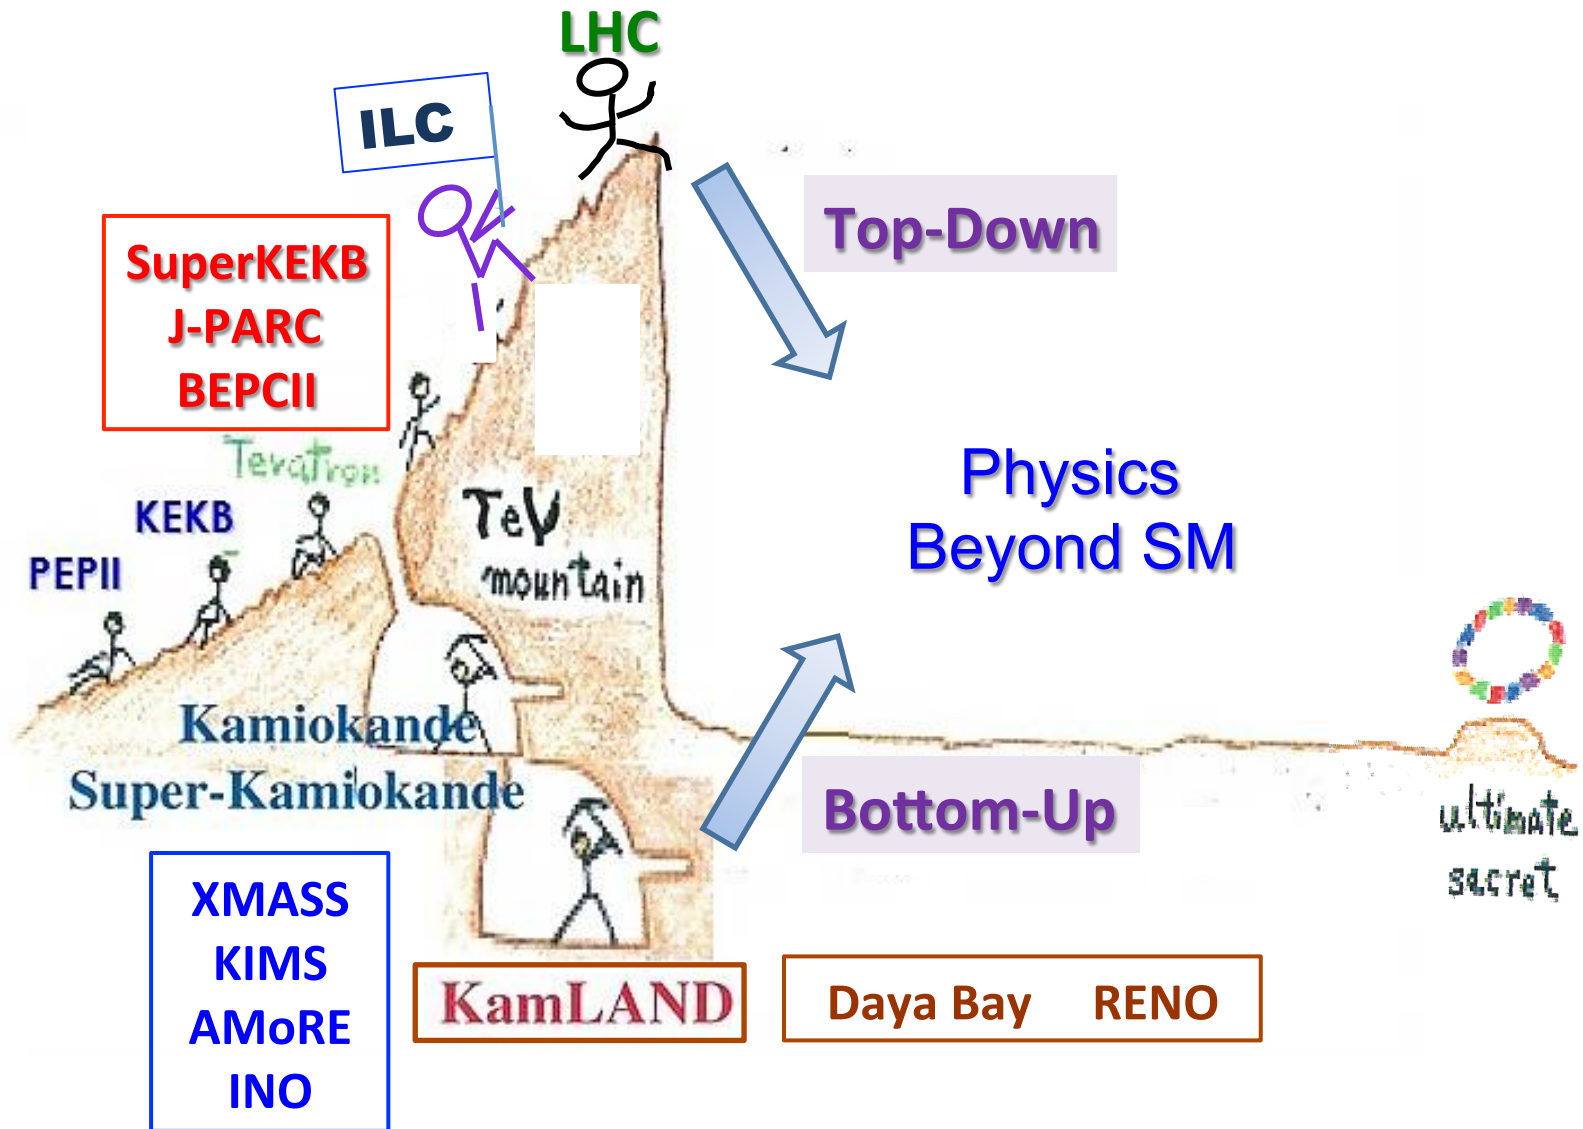 LHC
ILC
Top-Down
SuperKEKB
J-PARC
BEPCII
Tevatron
KEKB
PEPII
TeV
mountain
Physics
Beyond SM
Kamiokande
Super-Kamiokande
Bottom-Up
ultimate
secret
XMASS
KIMS
AMoRE
INO
KamLAND
Daya Bay RENO